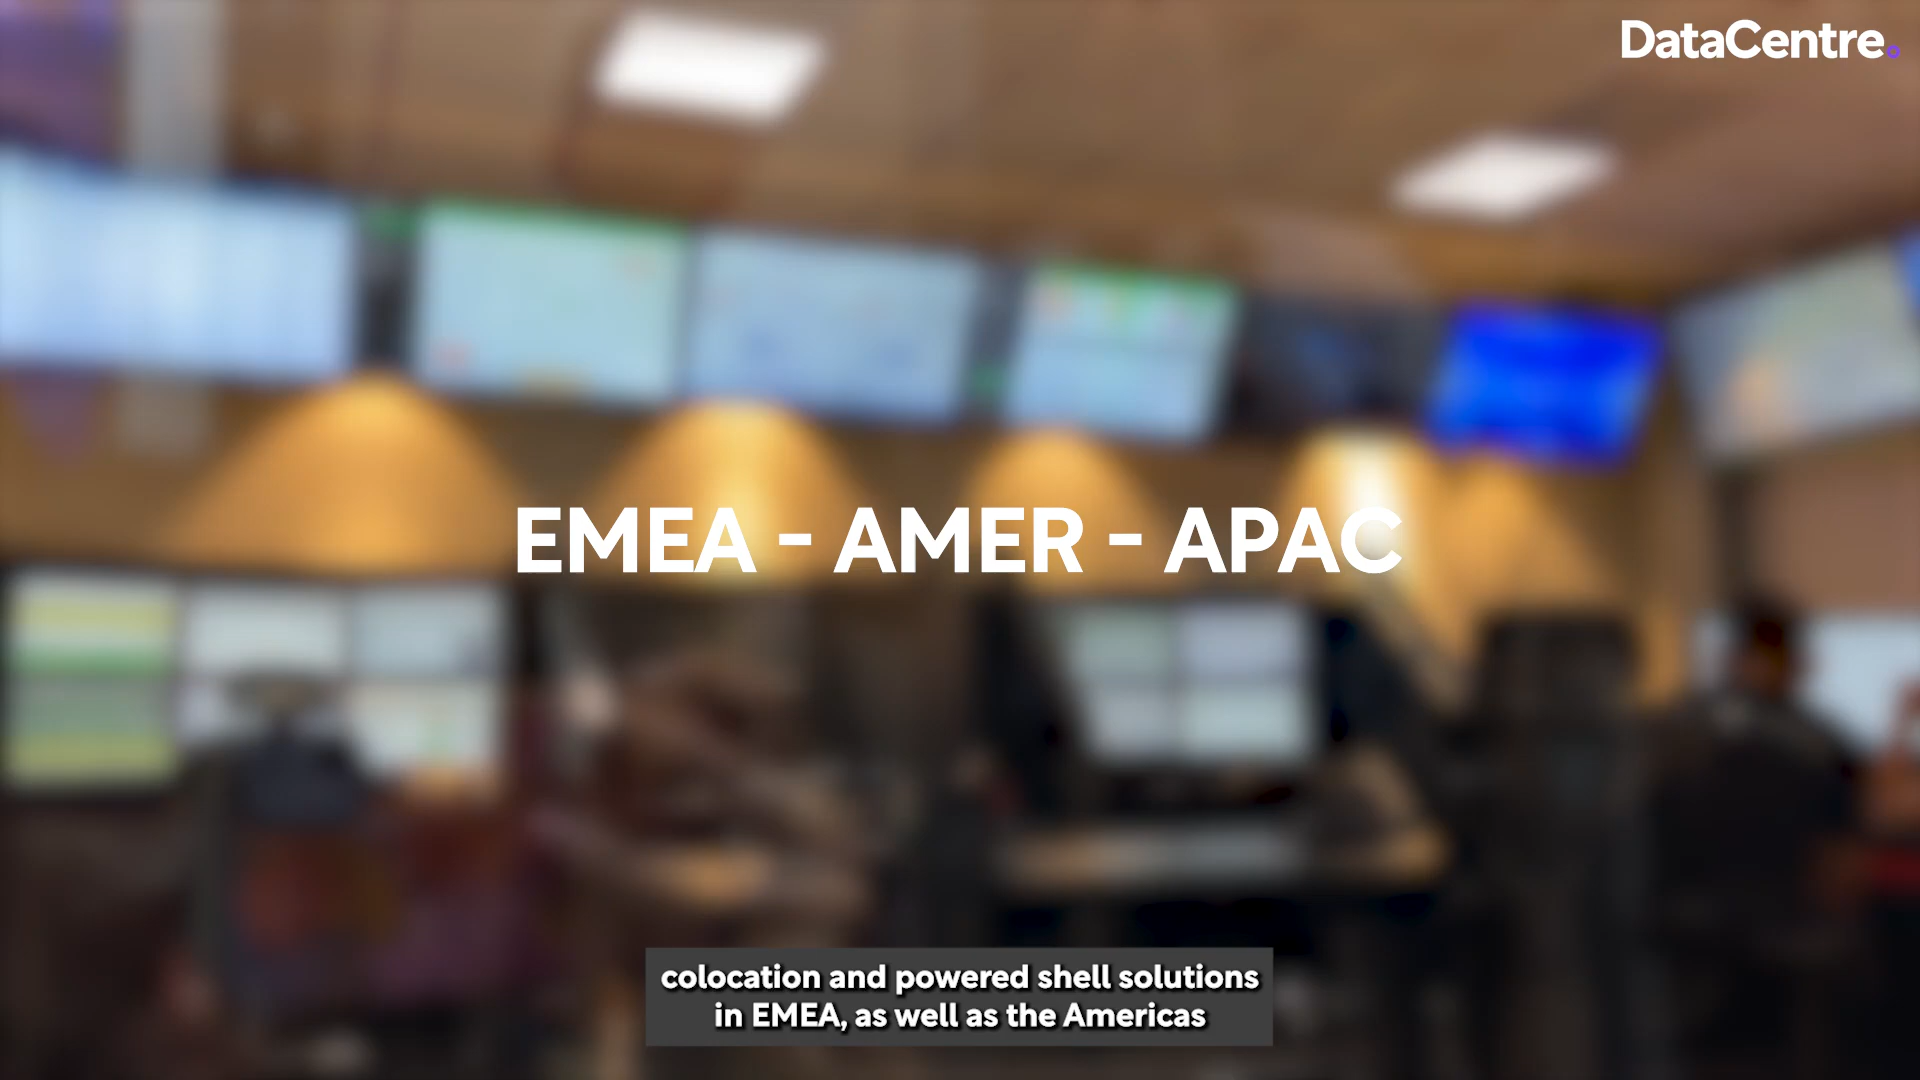 DataCentre.
EMEA - AMER - APAC
colocation and powered shell solutions
in EMEA, as well as the Americas